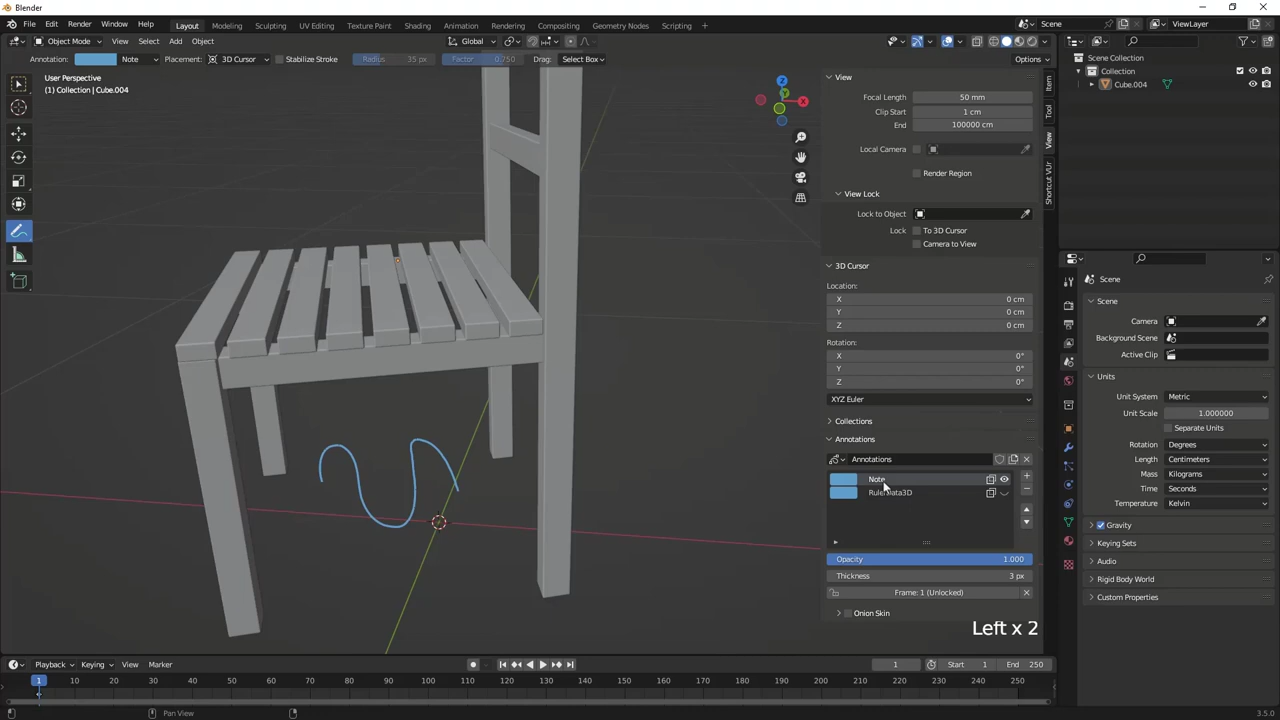 Blender
File Edit Render Window Help Layout Modeling Sculpting UV Editing Texture Paint Shading Animation Rendering Compositing Geometry Nodes Scripting + Scene ViewLayer
Object Mode View Select Add Object Global
Annotation: Note Placement: 3D Cursor Stabilize Stroke Radius 35 px Factor 0.250 Drag: Select Box Options
User Perspective
(1) Collection | Cube.004
Z
Y
X
View
Focal Length 50 mm
Clip Start 1 cm
End 100000 cm
Local Camera
Render Region
View Lock
Lock to Object
Lock To 3D Cursor
Camera to View
3D Cursor
Location:
X 0 cm
Y 0 cm
Z 0 cm
Rotation:
X 0°
Y 0°
Z 0°
XYZ Euler
Collections
Annotations
Annotations
Note
Opacity 1.000
Thickness 3 px
Frame: 1 (Unlocked)
Onion Skin
Left x 2
Item
Tool
View
Shortcut VUr
Scene Collection
Collection
Cube.004
Scene
Scene
Camera
Background Scene
Active Clip
Units
Unit System Metric
Unit Scale 1.000000
Separate Units
Rotation Degrees
Length Centimeters
Mass Kilograms
Time Seconds
Temperature Kelvin
Gravity
Keying Sets
Audio
Rigid Body World
Custom Properties
Playback Keying View Marker 1 Start 1 End 250
1 10 20 30 40 50 60 70 80 90 100 110 120 130 140 150 160 170 180 190 200 210 220 230 240 250
Pan View 3.5.0